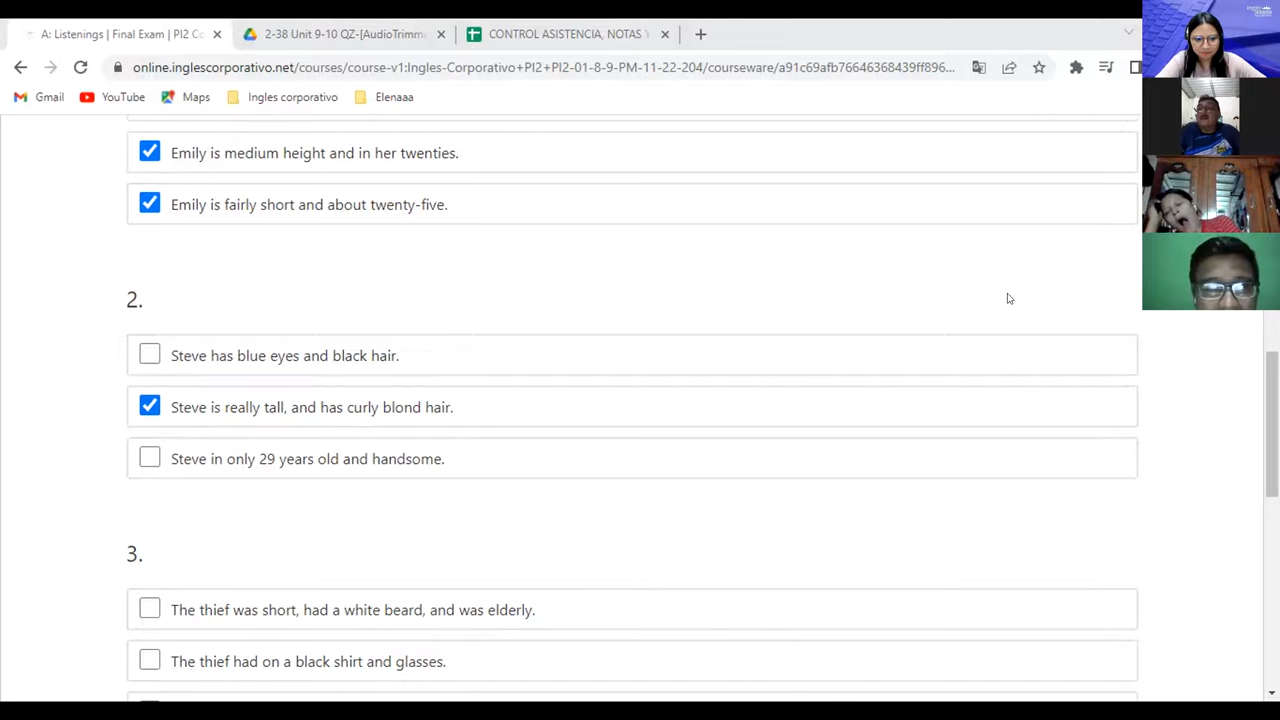 A: Listenings | Final Exam | PI2 Co
2-38 Unit 9-10 QZ-[AudioTrimm
CONTROL ASISTENCIA, NOTAS Y
online.inglescorporativo.net/courses/course-v1:Inglescorporativo+PI2+PI2-01-8-9-PM-11-22-204/courseware/a91c69afb76646368439ff896...
Gmail
YouTube
Maps
Ingles corporativo
Elenaaa
Emily is medium height and in her twenties.
Emily is fairly short and about twenty-five.
2.
Steve has blue eyes and black hair.
Steve is really tall, and has curly blond hair.
Steve in only 29 years old and handsome.
3.
The thief was short, had a white beard, and was elderly.
The thief had on a black shirt and glasses.